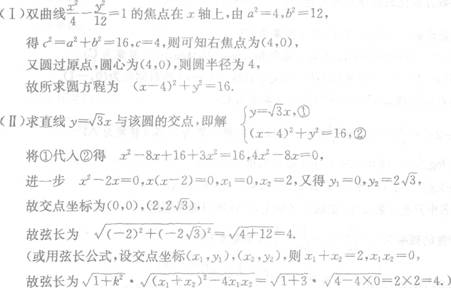 (Ⅰ)双曲线x²/4-y²/12=1的焦点在x轴上,由a²=4,b²=12,
得c²=a²+b²=16,c=4,则可知右焦点为(4,0),
又圆过原点,圆心为(4,0),则圆半径为4,
故所求圆方程为 (x-4)²+y²=16.
(Ⅱ)求直线y=√3x与该圆的交点,即解 {y=√3x,①
(x-4)²+y²=16,②
将①代入②得 x²-8x+16+3x²=16,4x²-8x=0,
进一步 x²-2x=0,x(x-2)=0,x₁=0,x₂=2,又得y₁=0,y₂=2√3,
故交点坐标为(0,0),(2,2√3),
故弦长为 √((-2)²+(-2√3)²)=√(4+12)=4.
(或用弦长公式,设交点坐标(x₁,y₁),(x₂,y₂),则x₁+x₂=2,x₁x₂=0,
故弦长为√(1+k²)·√((x₁+x₂)²-4x₁x₂)=√(1+3)·√(4-4×0)=2×2=4.)